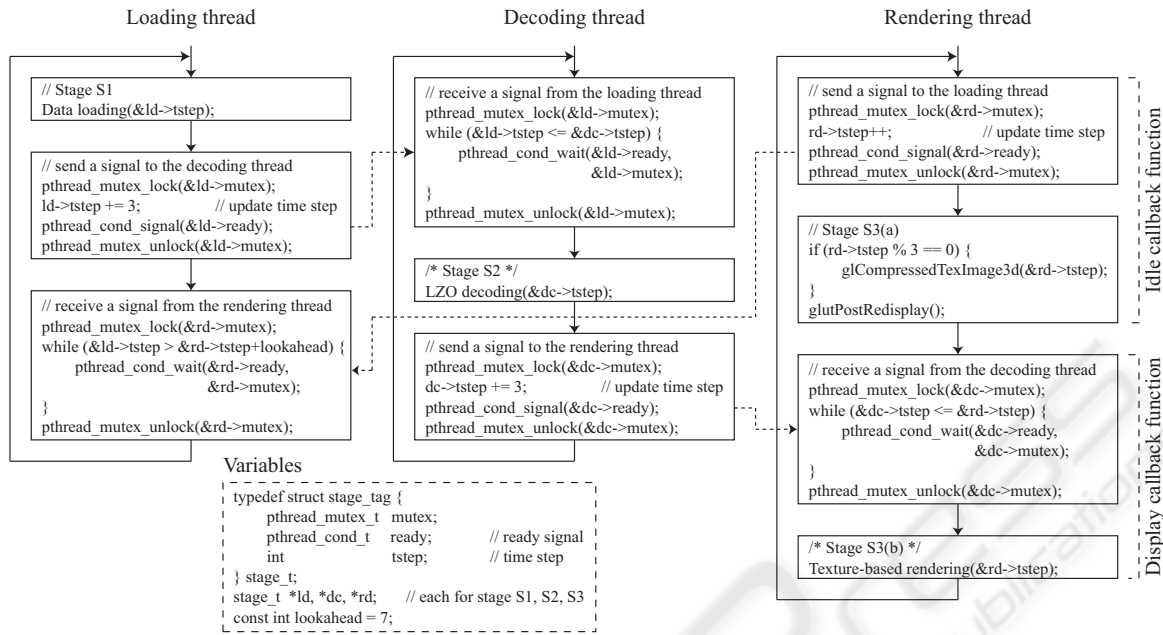 Loading thread
// Stage S1
Data loading(&ld->tstep);
// send a signal to the decoding thread
pthread_mutex_lock(&ld->mutex);
ld->tstep += 3; // update time step
pthread_cond_signal(&ld->ready);
pthread_mutex_unlock(&ld->mutex);
// receive a signal from the rendering thread
pthread_mutex_lock(&rd->mutex);
while (&ld->tstep > &rd->tstep+lookahead) {
pthread_cond_wait(&rd->ready,
&rd->mutex);
}
pthread_mutex_unlock(&rd->mutex);
Decoding thread
// receive a signal from the loading thread
pthread_mutex_lock(&ld->mutex);
while (&ld->tstep <= &dc->tstep) {
pthread_cond_wait(&ld->ready,
&ld->mutex);
}
pthread_mutex_unlock(&ld->mutex);
/* Stage S2 */
LZO decoding(&dc->tstep);
// send a signal to the rendering thread
pthread_mutex_lock(&dc->mutex);
dc->tstep += 3; // update time step
pthread_cond_signal(&dc->ready);
pthread_mutex_unlock(&dc->mutex);
Rendering thread
// send a signal to the loading thread
pthread_mutex_lock(&rd->mutex);
rd->tstep++; // update time step
pthread_cond_signal(&rd->ready);
pthread_mutex_unlock(&rd->mutex);
// Stage S3(a)
if (rd->tstep % 3 == 0) {
glCompressedTexImage3d(&rd->tstep);
}
glutPostRedisplay();
Idle callback function
// receive a signal from the decoding thread
pthread_mutex_lock(&dc->mutex);
while (&dc->tstep <= &rd->tstep) {
pthread_cond_wait(&dc->ready,
&dc->mutex);
}
pthread_mutex_unlock(&dc->mutex);
/* Stage S3(b) */
Texture-based rendering(&rd->tstep);
Display callback function
Variables
typedef struct stage_tag {
pthread_mutex_t mutex;
pthread_cond_t ready; // ready signal
int tstep; // time step
} stage_t;
stage_t *ld, *dc, *rd; // each for stage S1, S2, S3
const int lookahead = 7;